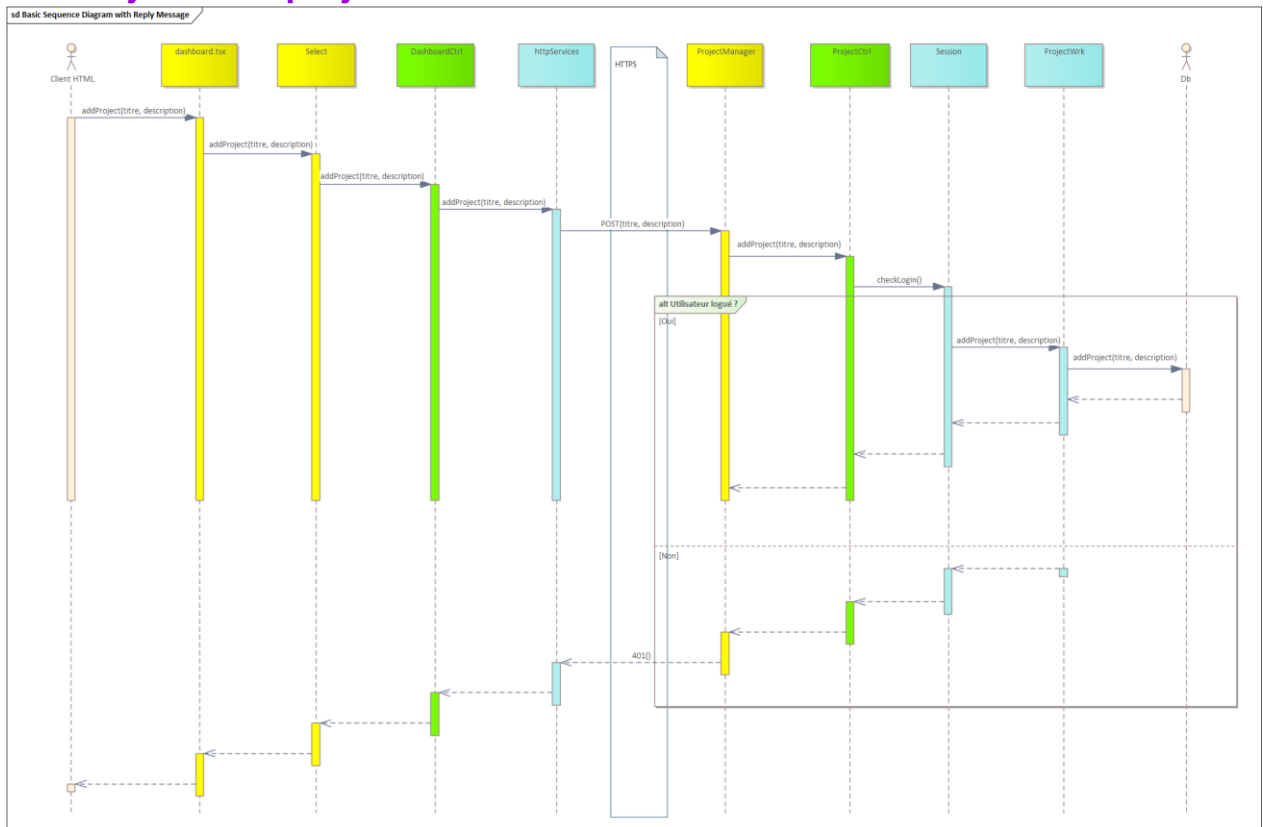 sd Basic Sequence Diagram with Reply Message
Client HTML
dashboard.tsx
Select
DashboardCtrl
httpServices
HTTPS
ProjectManager
ProjectCtrl
Session
ProjectWrk
Db
addProject(titre, description)
addProject(titre, description)
addProject(titre, description)
addProject(titre, description)
POST(titre, description)
addProject(titre, description)
checkLogin()
alt Utilisateur logué ?
[Oui]
addProject(titre, description)
addProject(titre, description)
[Non]
401()